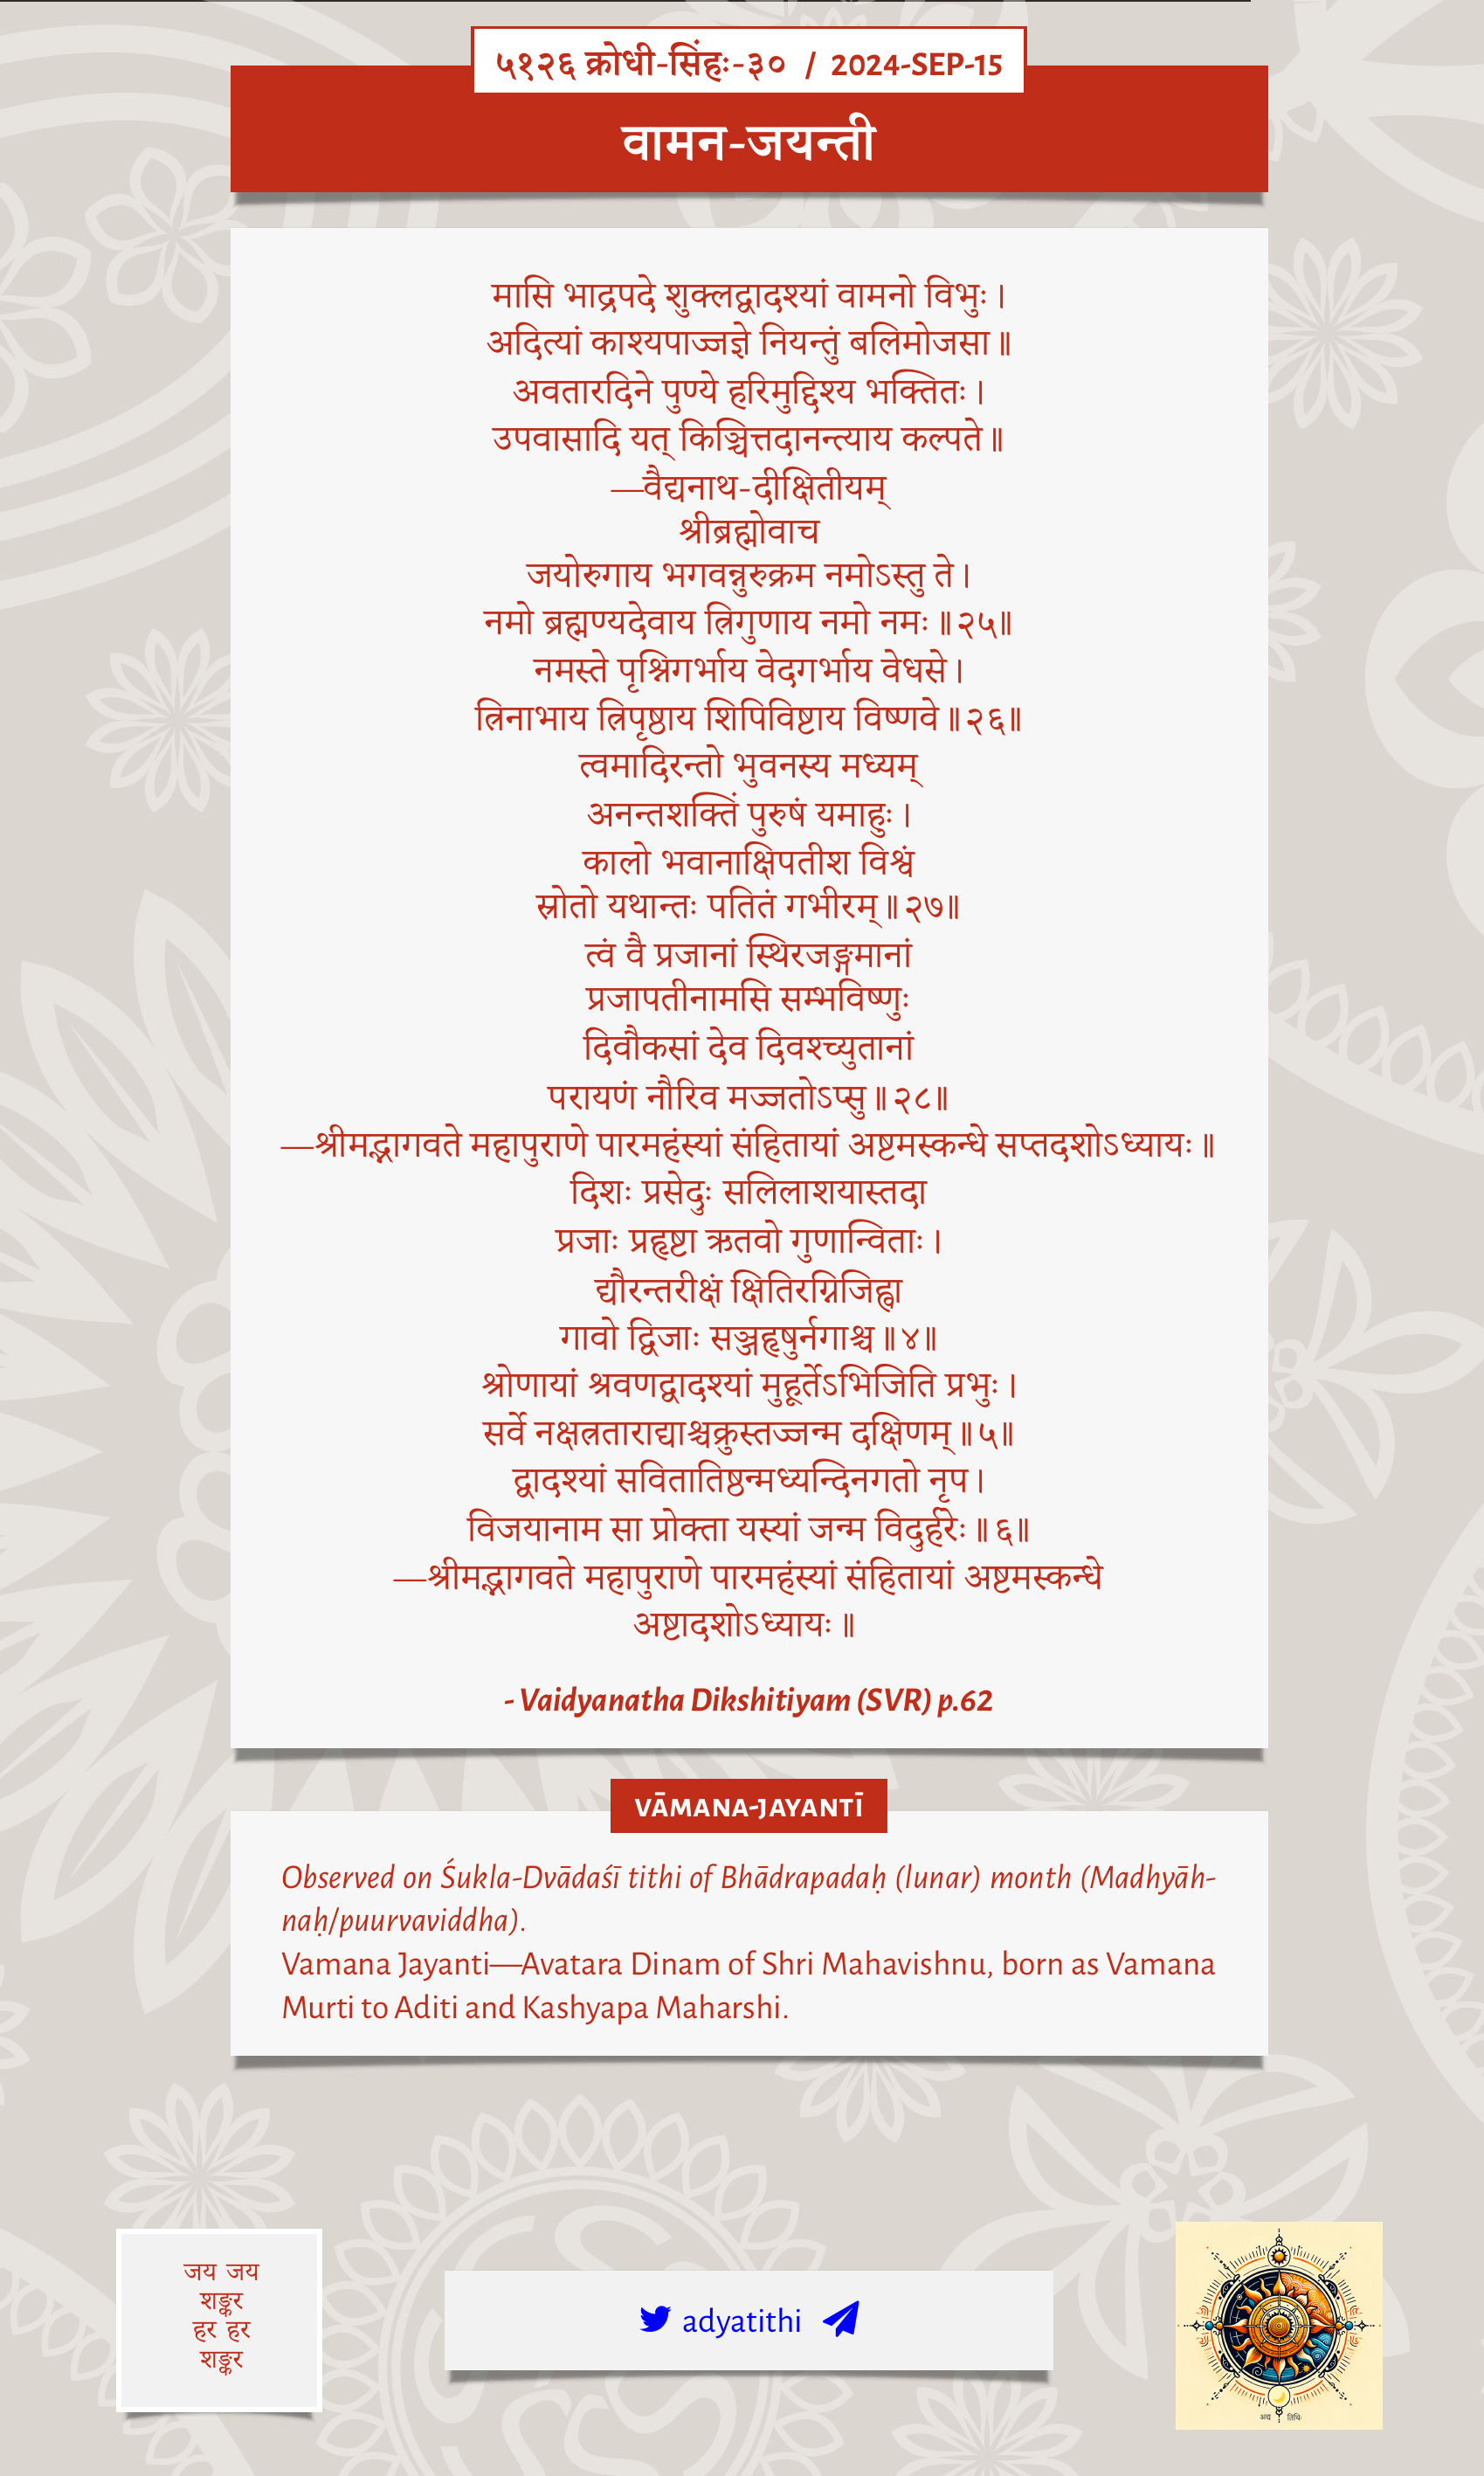 ५१२६ क्रोधी-सिंहः-३० / 2024-SEP-15
वामन-जयन्ती
मासि भाद्रपदे शुक्लद्वादश्यां वामनो विभुः ।
अदित्यां काश्यपाज्जज्ञे नियन्तुं बलिमोजसा ॥
अवतारदिने पुण्ये हरिमुद्दिश्य भक्तितः ।
उपवासादि यत् किञ्चित्तदानन्त्याय कल्पते ॥
—वैद्यनाथ-दीक्षितीयम्
श्रीब्रह्मोवाच
जयोरुगाय भगवन्नुरुक्रम नमोऽस्तु ते ।
नमो ब्रह्मण्यदेवाय त्रिगुणाय नमो नमः ॥ २५॥
नमस्ते पृश्निगर्भाय वेदगर्भाय वेधसे ।
त्रिनाभाय त्रिपृष्ठाय शिपिविष्टाय विष्णवे ॥ २६॥
त्वमादिरन्तो भुवनस्य मध्यम्
अनन्तशक्तिं पुरुषं यमाहुः ।
कालो भवानाक्षिपतीश विश्वं
स्रोतो यथान्तः पतितं गभीरम् ॥ २७॥
त्वं वै प्रजानां स्थिरजङ्गमानां
प्रजापतीनामसि सम्भविष्णुः
दिवौकसां देव दिवश्च्युतानां
परायणं नौरिव मज्जतोऽप्सु ॥ २८॥
—श्रीमद्भागवते महापुराणे पारमहंस्यां संहितायां अष्टमस्कन्धे सप्तदशोऽध्यायः ॥
दिशः प्रसेदुः सलिलाशयास्तदा
प्रजाः प्रहृष्टा ऋतवो गुणान्विताः ।
द्यौरन्तरीक्षं क्षितिरग्निजिह्वा
गावो द्विजाः सञ्जहृषुर्नगाश्च ॥ ४॥
श्रोणायां श्रवणद्वादश्यां मुहूर्तेऽभिजिति प्रभुः ।
सर्वे नक्षत्रताराद्याश्चक्रुस्तज्जन्म दक्षिणम् ॥ ५॥
द्वादश्यां सवितातिष्ठन्मध्यन्दिनगतो नृप ।
विजयानाम सा प्रोक्ता यस्यां जन्म विदुर्हरेः ॥ ६॥
—श्रीमद्भागवते महापुराणे पारमहंस्यां संहितायां अष्टमस्कन्धे
अष्टादशोऽध्यायः ॥
- Vaidyanatha Dikshitiyam (SVR) p.62
VĀMANA-JAYANTĪ
Observed on Śukla-Dvādaśī tithi of Bhādrapadaḥ (lunar) month (Madhyāh-
naḥ/puurvaviddha).
Vamana Jayanti—Avatara Dinam of Shri Mahavishnu, born as Vamana
Murti to Aditi and Kashyapa Maharshi.
जय जय
शङ्कर
हर हर
शङ्कर
adyatithi
अद्य तिथिः